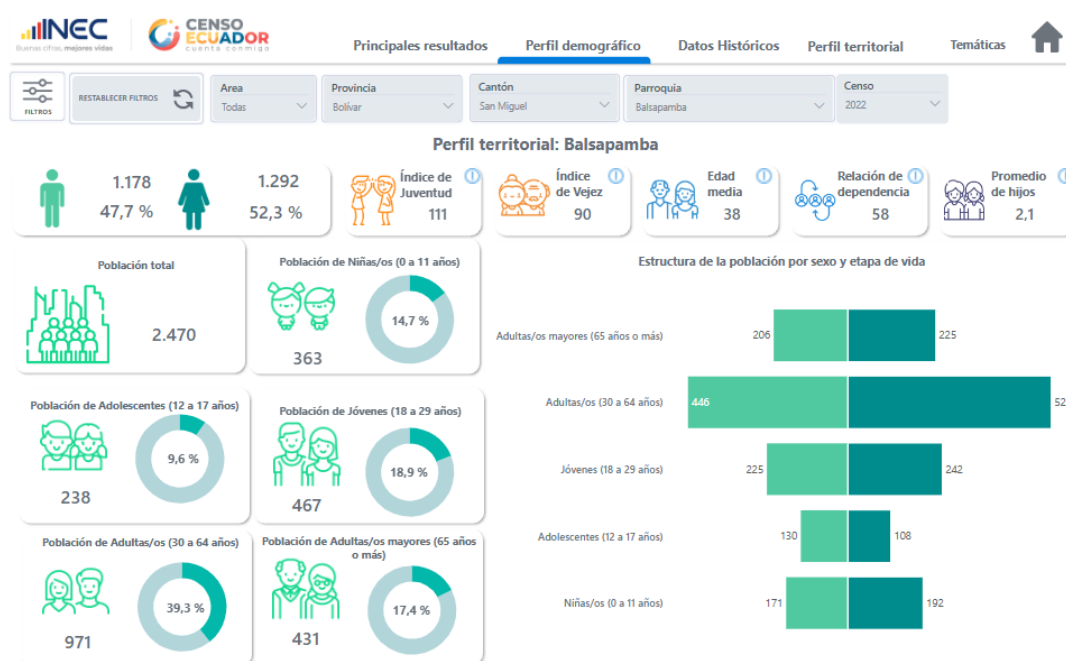 INEC
Buenas cifras, mejores vidas
CENSO
ECUADOR
cuenta conmigo
Principales resultados
Perfil demográfico
Datos Históricos
Perfil territorial
Temáticas
FILTROS
RESTABLECER FILTROS
Area
Todas
Provincia
Bolívar
Cantón
San Miguel
Parroquia
Balsapamba
Censo
2022
Perfil territorial: Balsapamba
1.178
47,7 %
1.292
52,3 %
Índice de
Juventud
111
Índice
de Vejez
90
Edad
media
38
Relación de
dependencia
58
Promedio
de hijos
2,1
Población total
2.470
Población de Niñas/os (0 a 11 años)
14,7 %
363
Población de Adolescentes (12 a 17 años)
9,6 %
238
Población de Jóvenes (18 a 29 años)
18,9 %
467
Población de Adultas/os (30 a 64 años)
39,3 %
971
Población de Adultas/os mayores (65 años
o más)
17,4 %
431
Estructura de la población por sexo y etapa de vida
Adultas/os mayores (65 años o más)
206
225
Adultas/os (30 a 64 años)
446
52
Jóvenes (18 a 29 años)
225
242
Adolescentes (12 a 17 años)
130
108
Niñas/os (0 a 11 años)
171
192